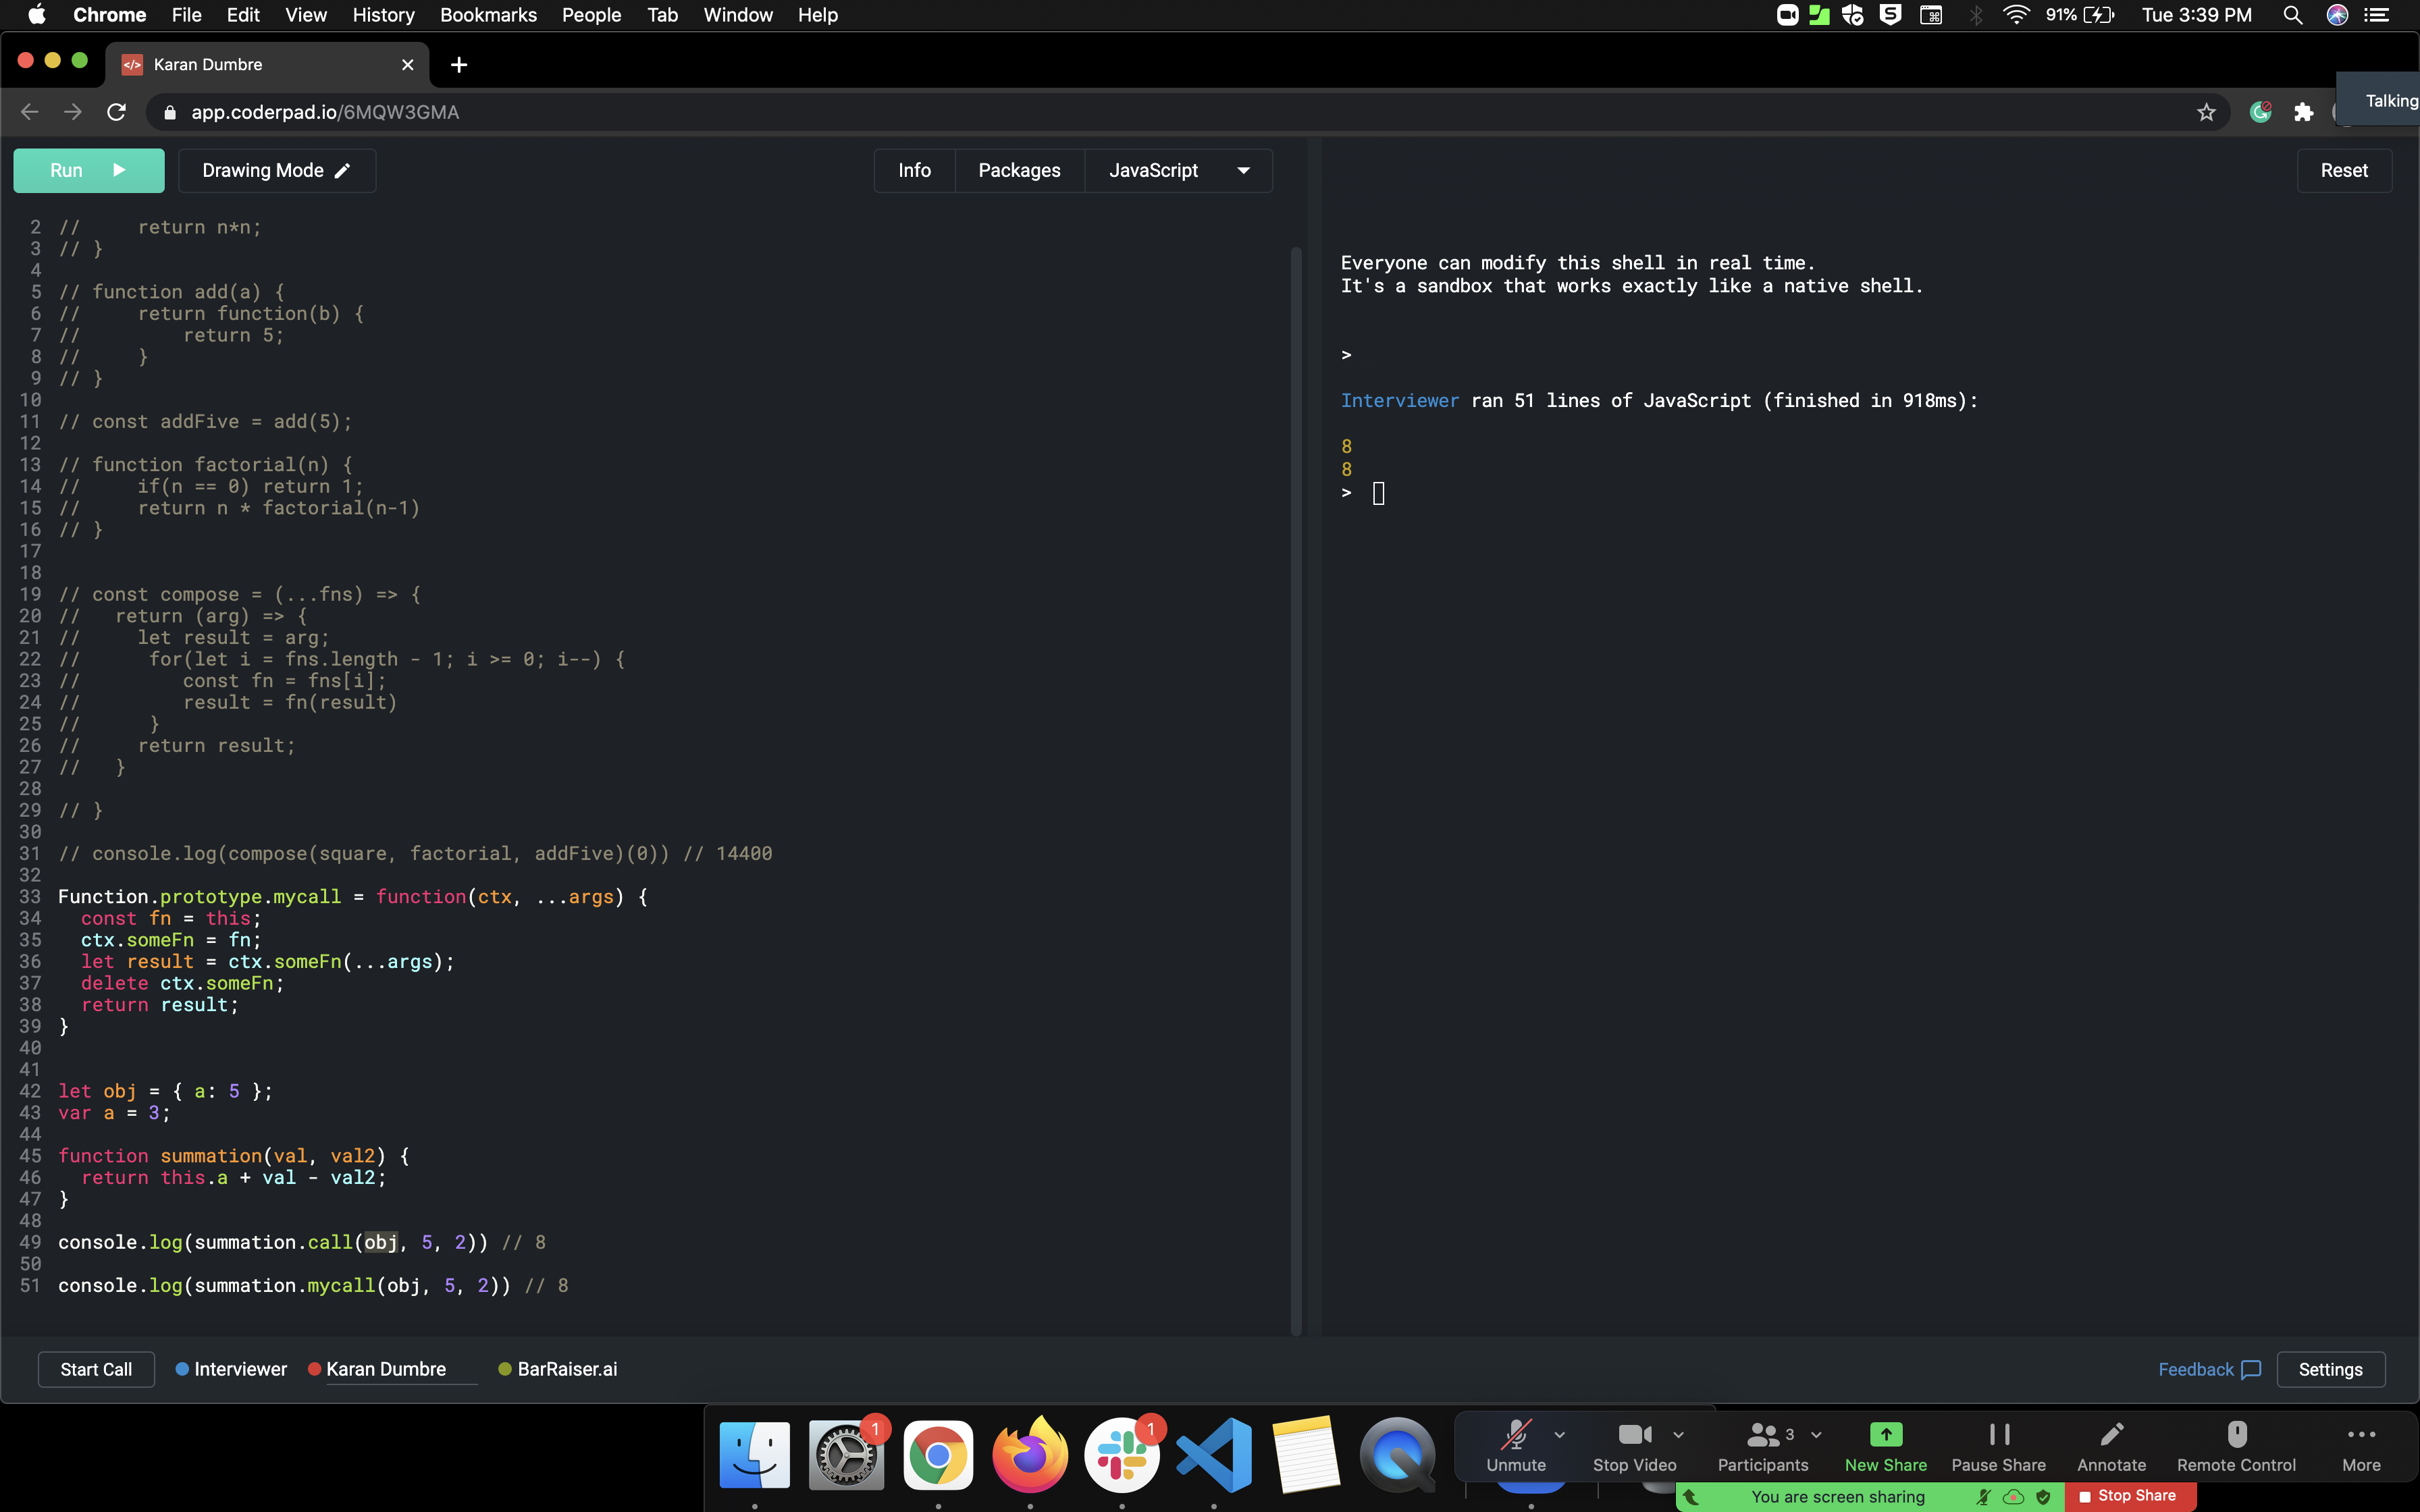 Chrome File Edit View History Bookmarks People Tab Window Help 91% Tue 3:39 PM
</> Karan Dumbre
app.coderpad.io/6MQW3GMA
Talking
Run Drawing Mode Info Packages JavaScript Reset
2 //     return n*n;
3 // }
4
5 // function add(a) {
6 //     return function(b) {
7 //         return 5;
8 //     }
9 // }
10
11 // const addFive = add(5);
12
13 // function factorial(n) {
14 //     if(n == 0) return 1;
15 //     return n * factorial(n-1)
16 // }
17
18
19 // const compose = (...fns) => {
20 //   return (arg) => {
21 //     let result = arg;
22 //      for(let i = fns.length - 1; i >= 0; i--) {
23 //         const fn = fns[i];
24 //         result = fn(result)
25 //      }
26 //     return result;
27 //   }
28
29 // }
30
31 // console.log(compose(square, factorial, addFive)(0)) // 14400
32
33 Function.prototype.mycall = function(ctx, ...args) {
34   const fn = this;
35   ctx.someFn = fn;
36   let result = ctx.someFn(...args);
37   delete ctx.someFn;
38   return result;
39 }
40
41
42 let obj = { a: 5 };
43 var a = 3;
44
45 function summation(val, val2) {
46   return this.a + val - val2;
47 }
48
49 console.log(summation.call(obj, 5, 2)) // 8
50
51 console.log(summation.mycall(obj, 5, 2)) // 8
Everyone can modify this shell in real time.
It's a sandbox that works exactly like a native shell.
>
Interviewer ran 51 lines of JavaScript (finished in 918ms):
8
8
>
Start Call Interviewer Karan Dumbre BarRaiser.ai Feedback Settings
1 1
3
Unmute Stop Video Participants New Share Pause Share Annotate Remote Control More
You are screen sharing Stop Share